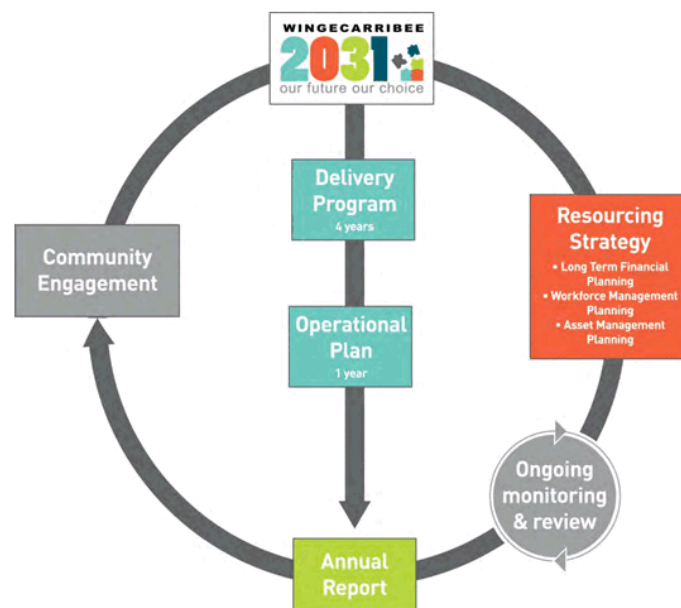 WINGECARRIBEE
2031
our future our choice
Delivery
Program
4 years
Operational
Plan
1 year
Community
Engagement
Resourcing
Strategy
• Long Term Financial
Planning
• Workforce Management
Planning
• Asset Management
Planning
Ongoing
monitoring
& review
Annual
Report